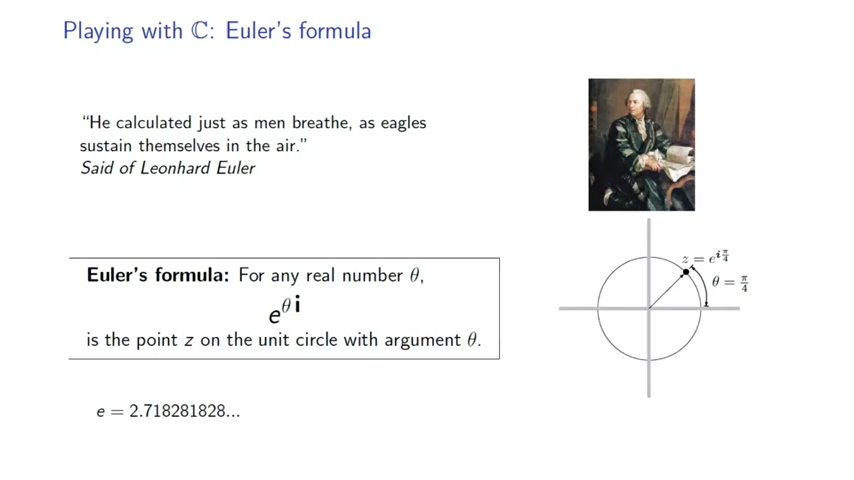 Playing with ℂ: Euler's formula
"He calculated just as men breathe, as eagles
sustain themselves in the air."
Said of Leonhard Euler
Euler's formula: For any real number θ,
e^{θ i}
is the point z on the unit circle with argument θ.
e = 2.718281828...
z = e^{i π/4}
θ = π/4